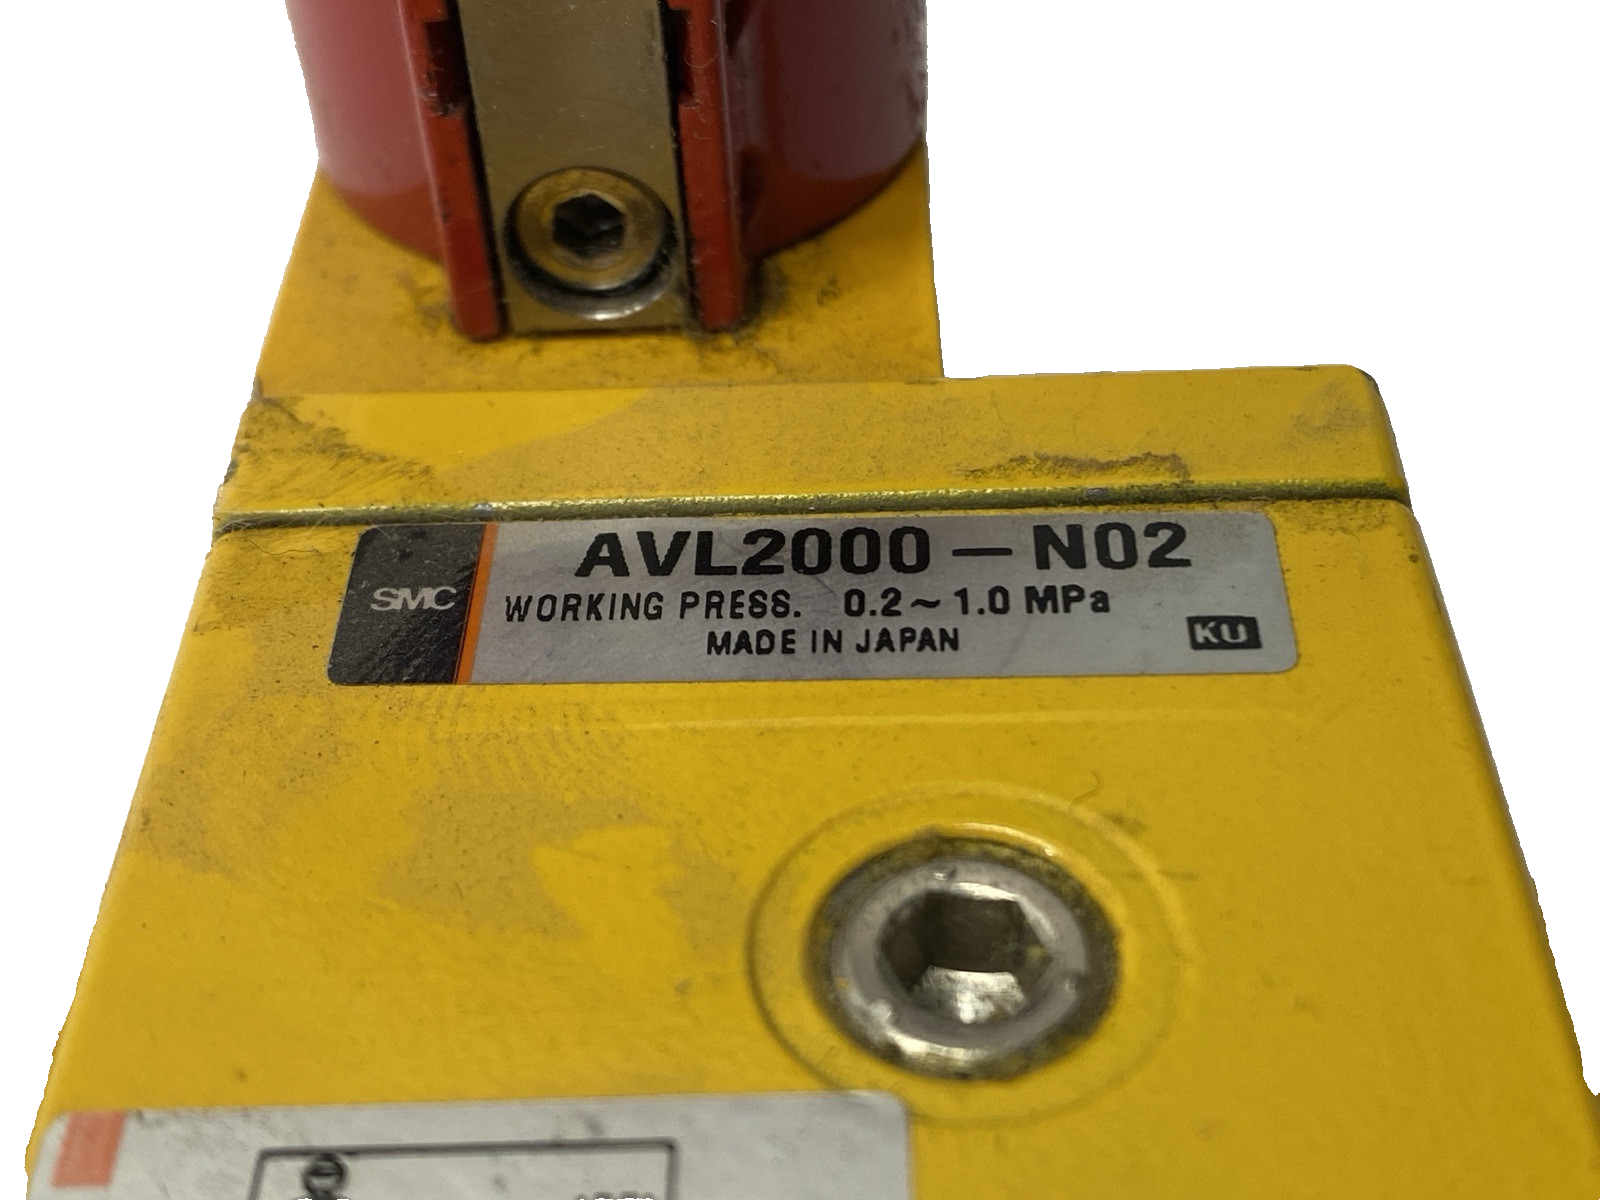 AVL2000-N02
SMC
WORKING PRESS. 0.2~1.0 MPa
MADE IN JAPAN
KU